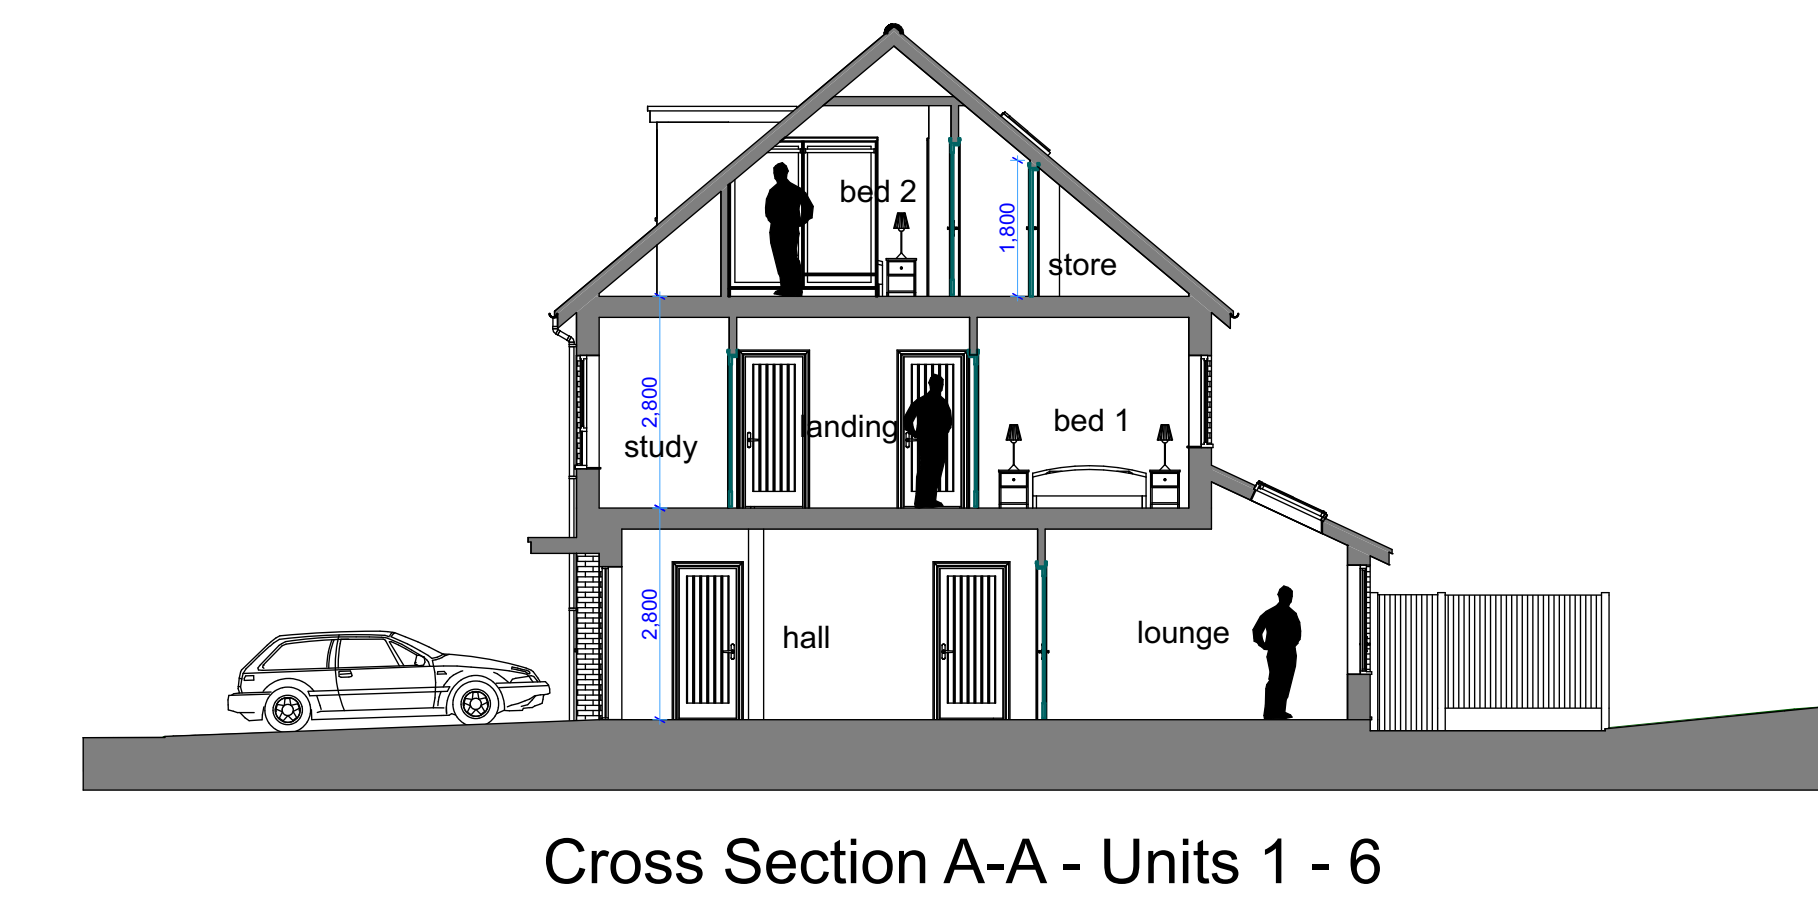 bed 2
1,800
store
2,800
study
landing
bed 1
2,800
hall
lounge
Cross Section A-A - Units 1 - 6